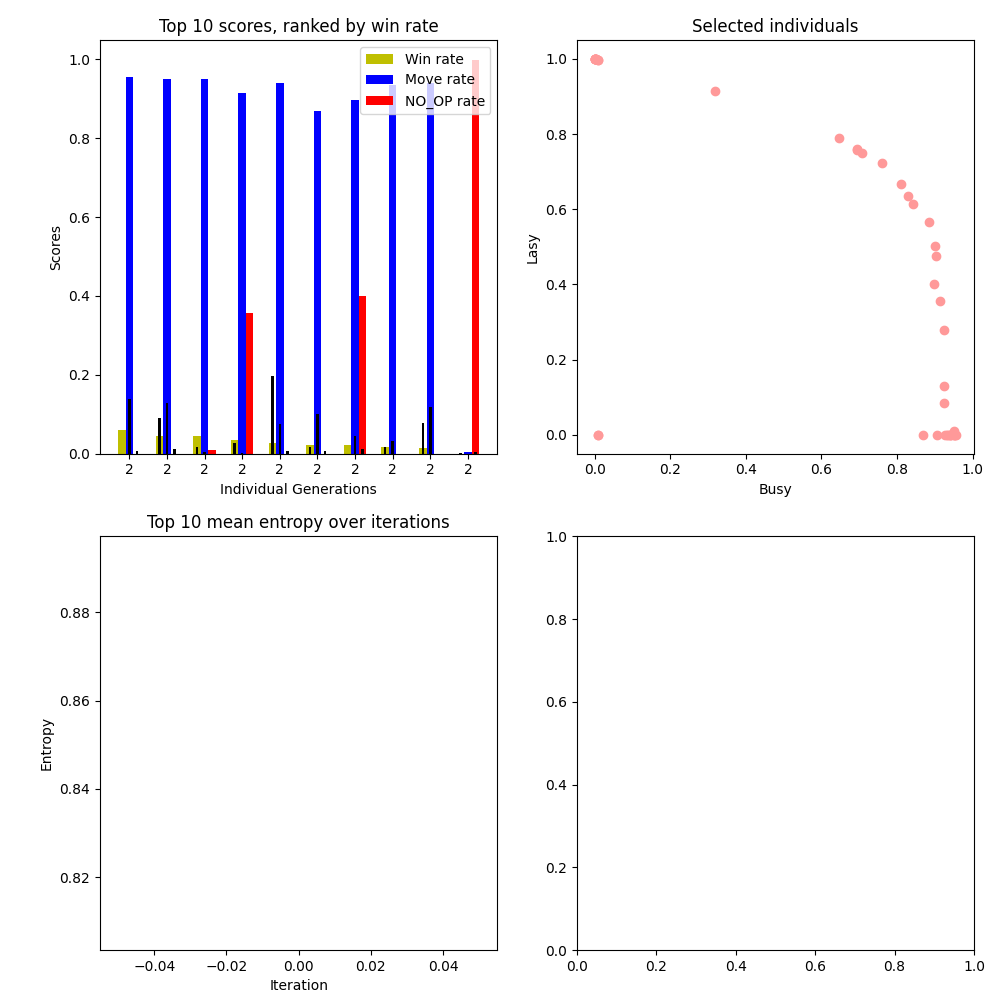 Top 10 scores, ranked by win rate
1.0
0.8
0.6
0.4
0.2
0.0
Scores
Win rate
Move rate
NO_OP rate
2 2 2 2 2 2 2 2 2 2
Individual Generations
Selected individuals
1.0
0.8
0.6
0.4
0.2
0.0
Lasy
0.0 0.2 0.4 0.6 0.8 1.0
Busy
Top 10 mean entropy over iterations
0.88
0.86
0.84
0.82
Entropy
−0.04 −0.02 0.00 0.02 0.04
Iteration
1.0
0.8
0.6
0.4
0.2
0.0
0.0 0.2 0.4 0.6 0.8 1.0